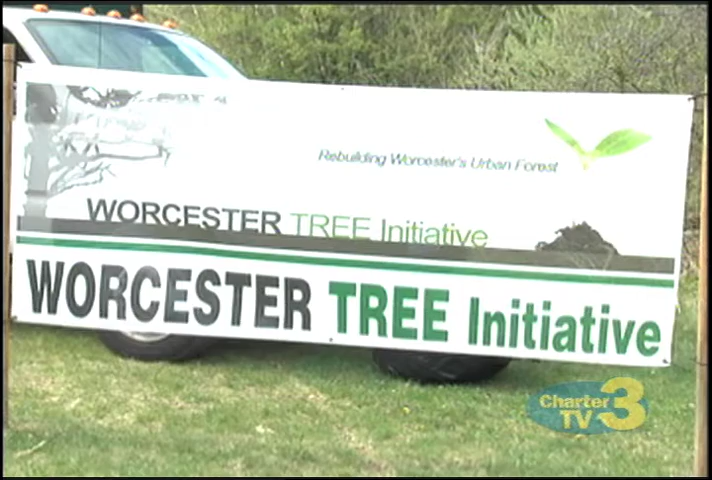 Rebuilding Worcester's Urban Forest
WORCESTER TREE Initiative
WORCESTER TREE Initiative
Charter
TV 3